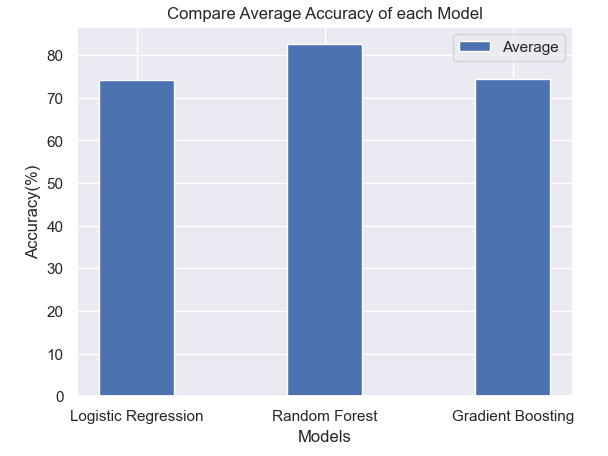 Compare Average Accuracy of each Model
Average
80
70
60
50
40
30
20
10
0
Accuracy(%)
Logistic Regression
Random Forest
Gradient Boosting
Models